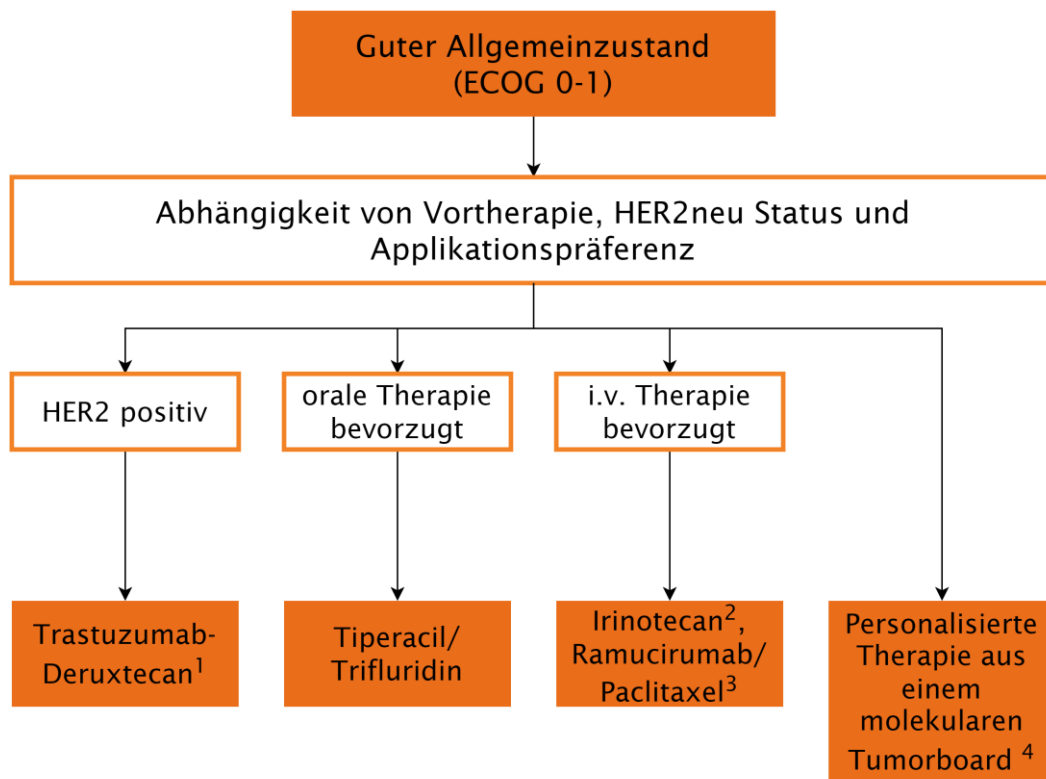 Guter Allgemeinzustand
(ECOG 0-1)
Abhängigkeit von Vortherapie, HER2neu Status und
Applikationspräferenz
HER2 positiv
orale Therapie
bevorzugt
i.v. Therapie
bevorzugt
Trastuzumab-
Deruxtecan¹
Tiperacil/
Trifluridin
Irinotecan²,
Ramucirumab/
Paclitaxel³
Personalisierte
Therapie aus
einem
molekularen
Tumorboard ⁴